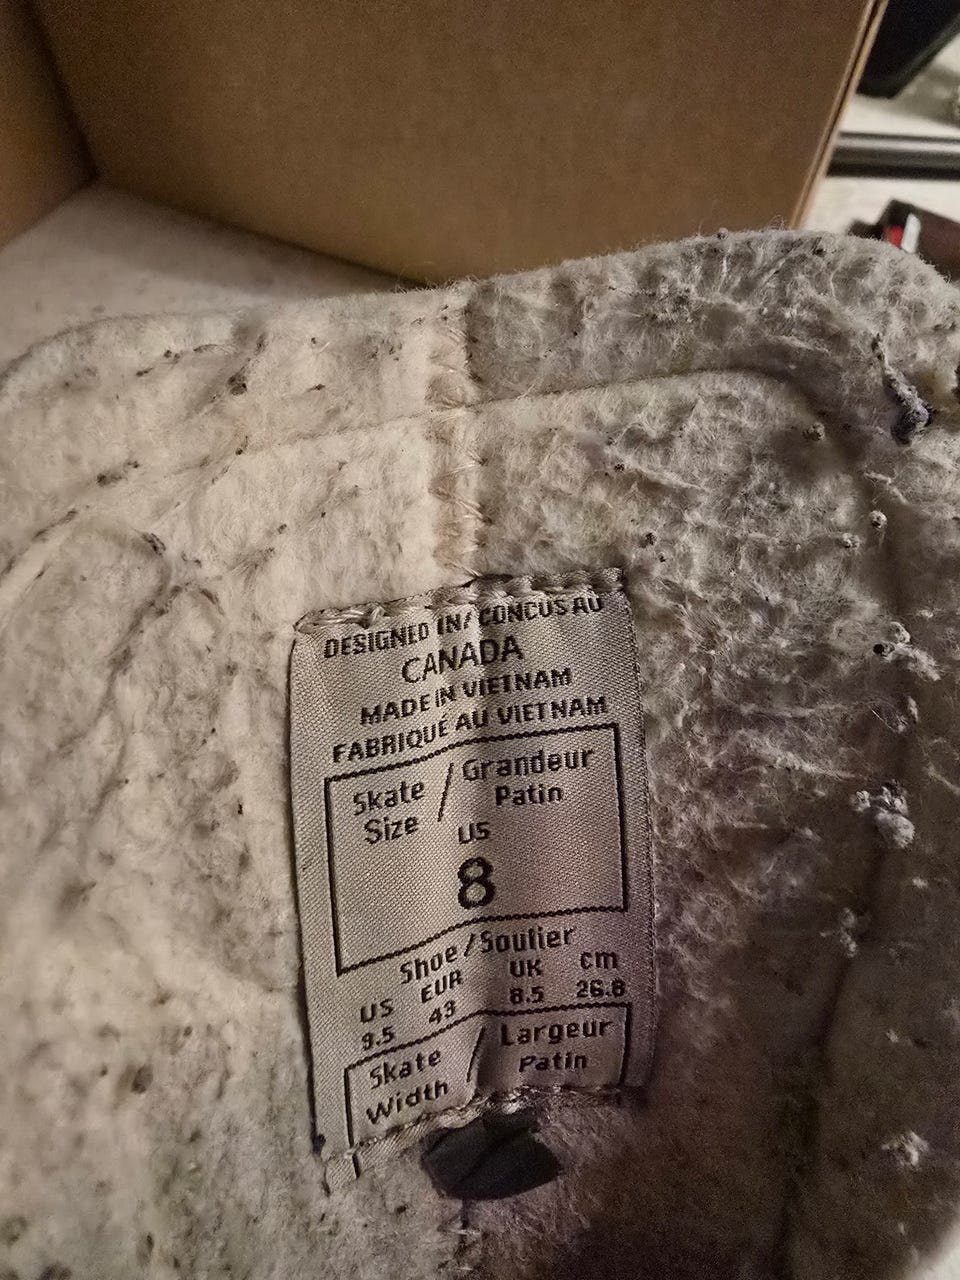 DESIGNED IN/ CONCUS AU
CANADA
MADE IN VIETNAM
FABRIQUÉ AU VIETNAM
Skate / Grandeur
Size Patin
US
8
Shoe / Soulier
US EUR UK cm
9.5 43 8.5 26.8
Skate / Largeur
Width Patin